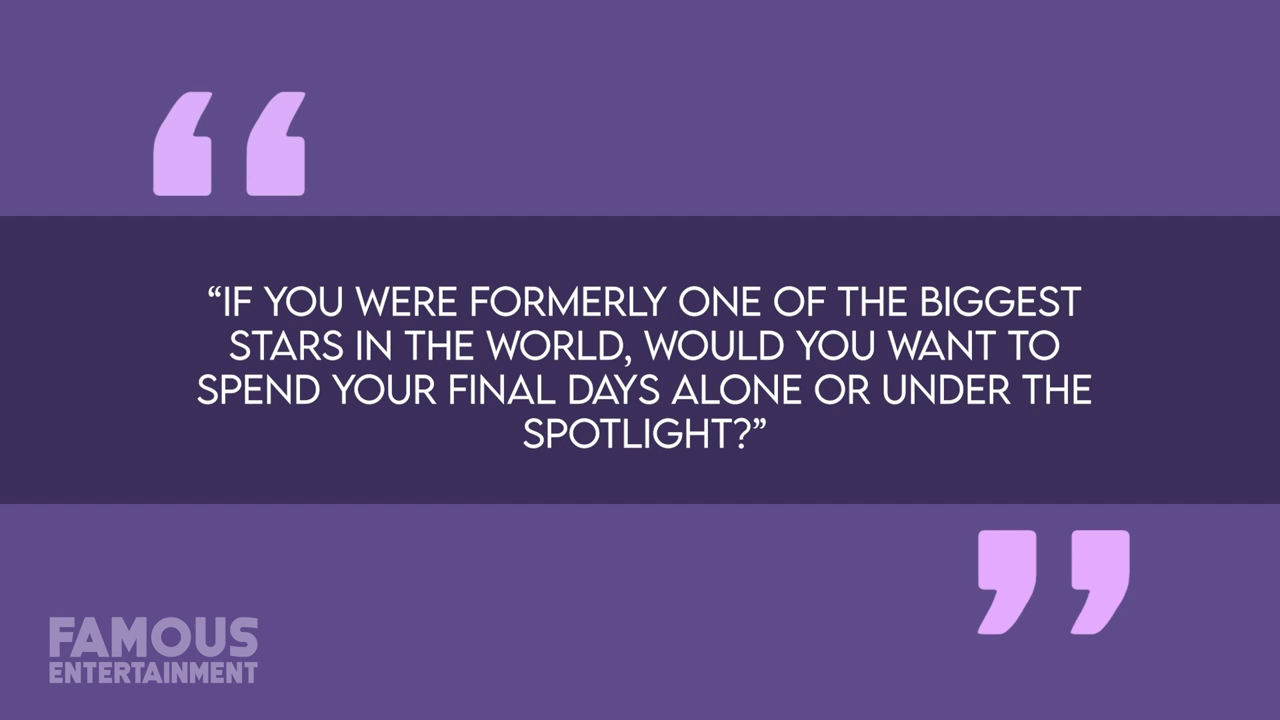 “IF YOU WERE FORMERLY ONE OF THE BIGGEST
STARS IN THE WORLD, WOULD YOU WANT TO
SPEND YOUR FINAL DAYS ALONE OR UNDER THE
SPOTLIGHT?”
FAMOUS
ENTERTAINMENT